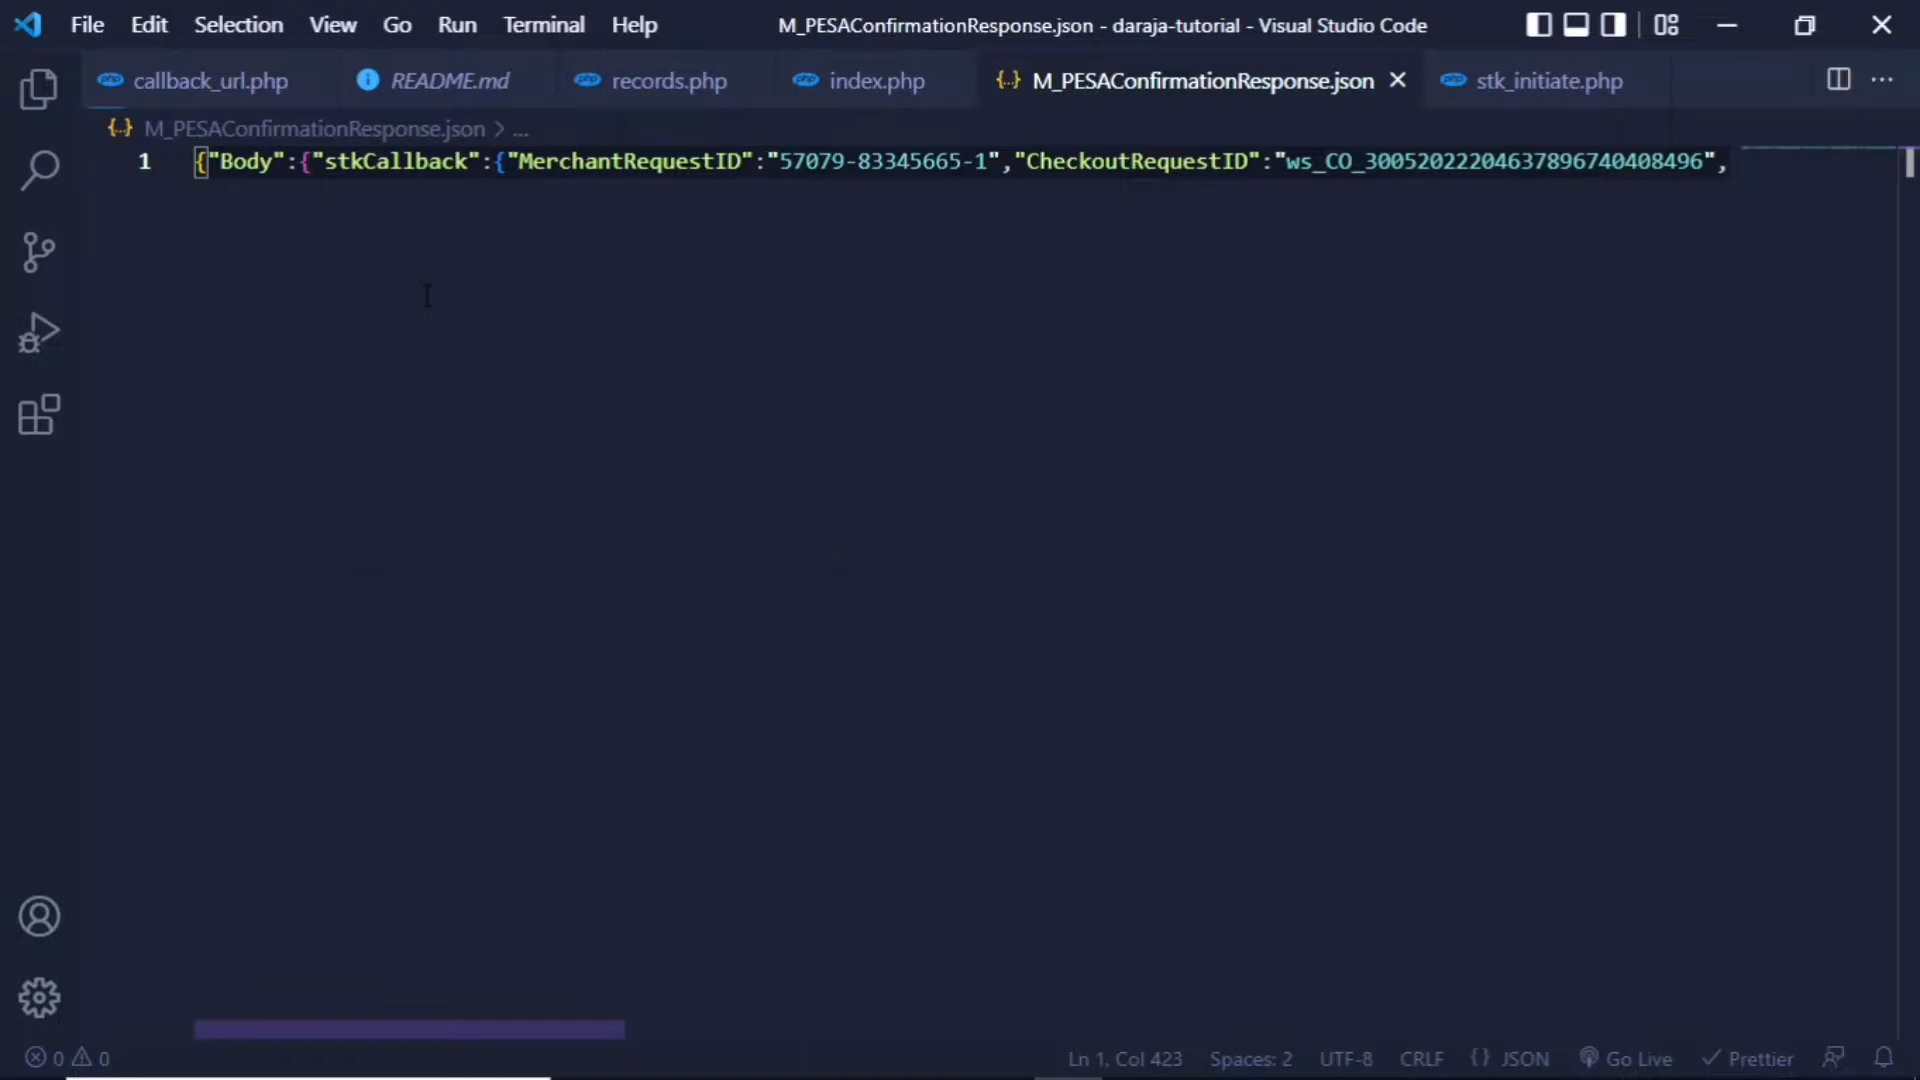 File Edit Selection View Go Run Terminal Help M_PESAConfirmationResponse.json - daraja-tutorial - Visual Studio Code
callback_url.php README.md records.php index.php {..} M_PESAConfirmationResponse.json stk_initiate.php ...
{..} M_PESAConfirmationResponse.json > ...
1 {"Body":{"stkCallback":{"MerchantRequestID":"57079-83345665-1","CheckoutRequestID":"ws_CO_30052022204637896740408496",
0 0 Ln 1, Col 423 Spaces: 2 UTF-8 CRLF {} JSON Go Live Prettier